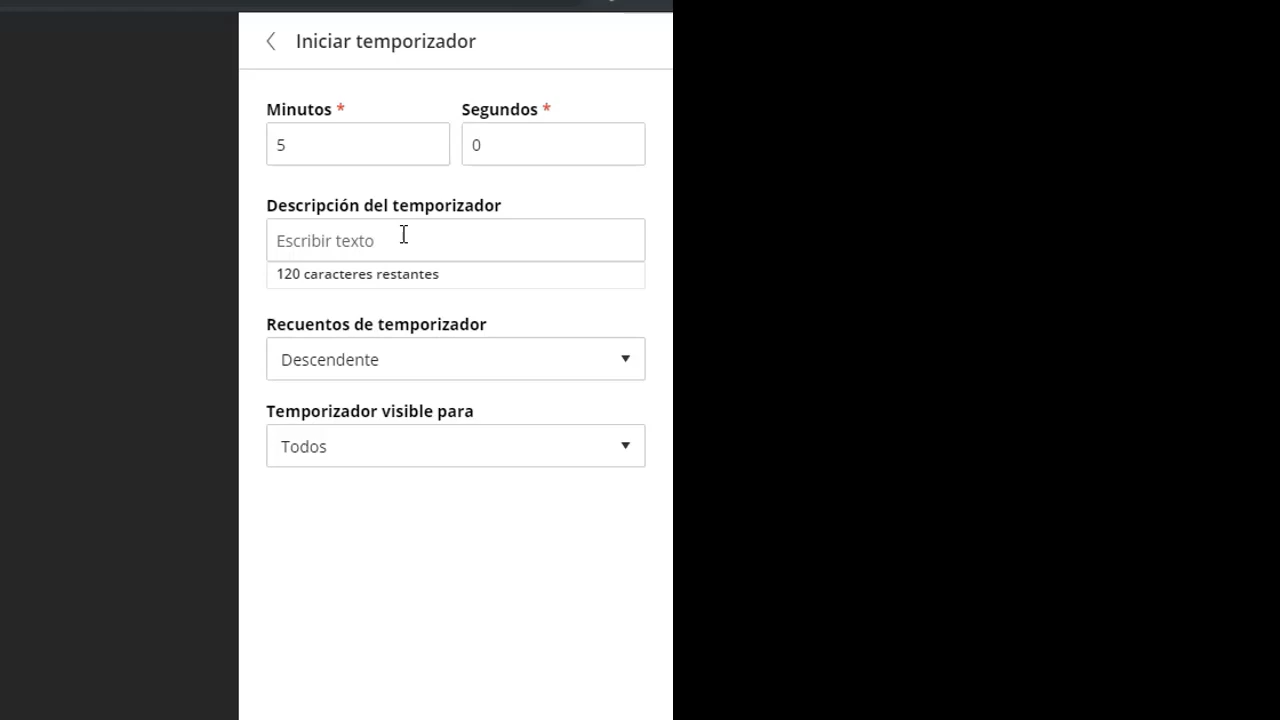 Iniciar temporizador
Minutos * Segundos *
5 0
Descripción del temporizador
Escribir texto
120 caracteres restantes
Recuentos de temporizador
Descendente
Temporizador visible para
Todos